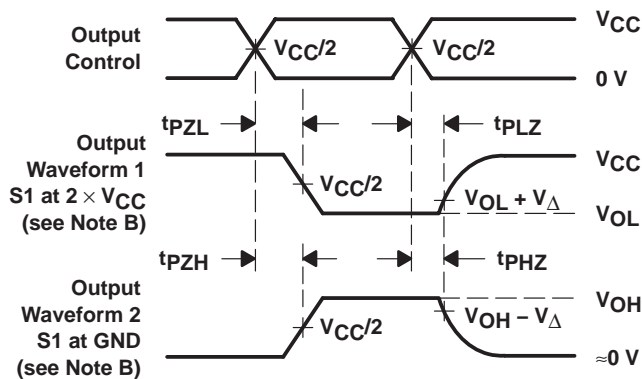 Output
Control
VCC/2
VCC/2
VCC
0 V
tPZL
tPLZ
Output
Waveform 1
S1 at 2 × VCC
(see Note B)
VCC/2
VCC
VOL + VΔ
VOL
tPZH
tPHZ
Output
Waveform 2
S1 at GND
(see Note B)
VCC/2
VOH
VOH − VΔ
≈0 V